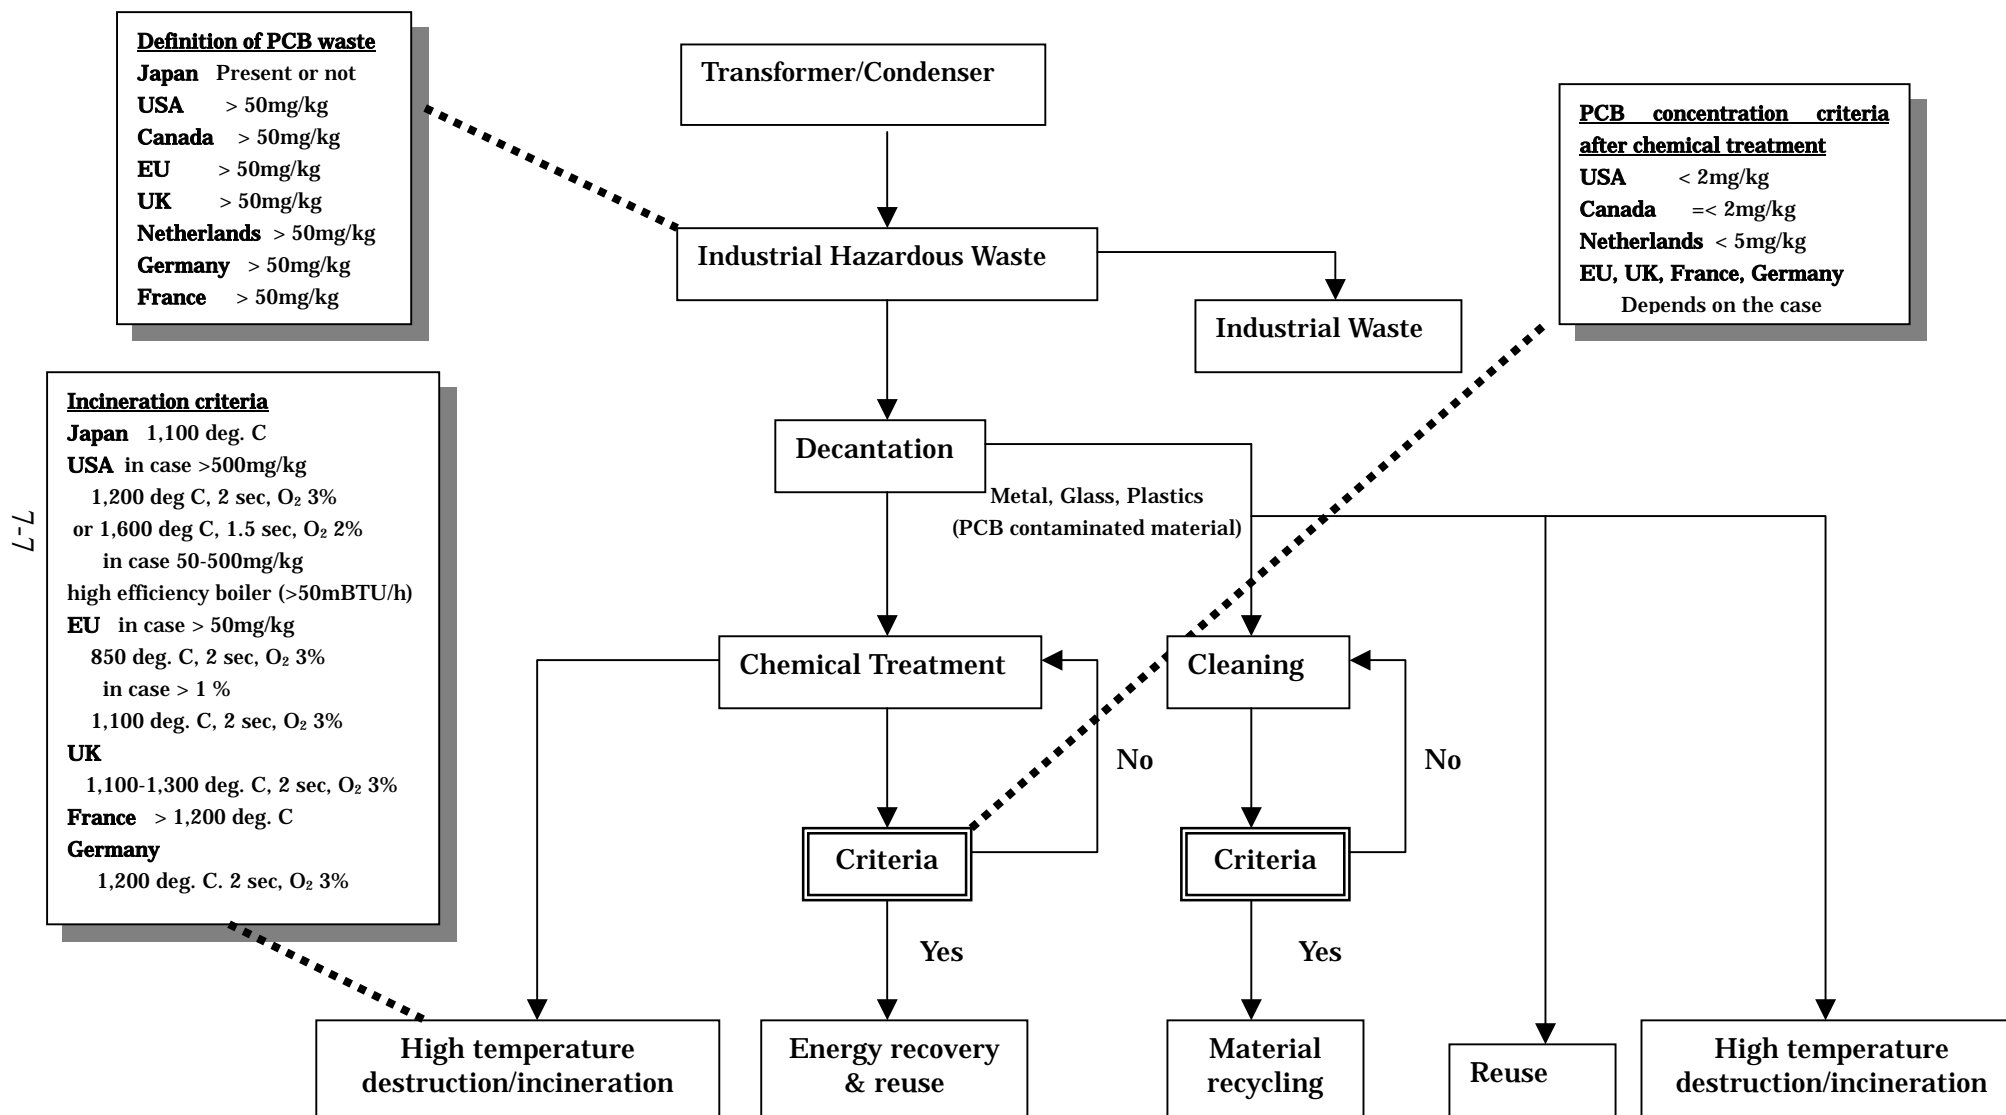 Definition of PCB waste
Japan Present or not
USA > 50mg/kg
Canada > 50mg/kg
EU > 50mg/kg
UK > 50mg/kg
Netherlands > 50mg/kg
Germany > 50mg/kg
France > 50mg/kg
Transformer/Condenser
PCB concentration criteria
after chemical treatment
USA < 2mg/kg
Canada =< 2mg/kg
Netherlands < 5mg/kg
EU, UK, France, Germany
Depends on the case
Industrial Hazardous Waste
Industrial Waste
Incineration criteria
Japan 1,100 deg. C
USA in case >500mg/kg
1,200 deg C, 2 sec, O₂ 3%
or 1,600 deg C, 1.5 sec, O₂ 2%
in case 50-500mg/kg
high efficiency boiler (>50mBTU/h)
EU in case > 50mg/kg
850 deg. C, 2 sec, O₂ 3%
in case > 1 %
1,100 deg. C, 2 sec, O₂ 3%
UK
1,100-1,300 deg. C, 2 sec, O₂ 3%
France > 1,200 deg. C
Germany
1,200 deg. C. 2 sec, O₂ 3%
7-7
Decantation
Metal, Glass, Plastics
(PCB contaminated material)
Chemical Treatment
Cleaning
No
No
Criteria
Criteria
Yes
Yes
High temperature
destruction/incineration
Energy recovery
& reuse
Material
recycling
Reuse
High temperature
destruction/incineration